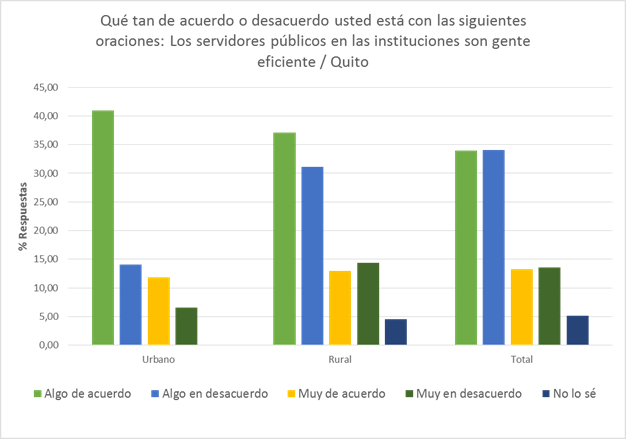 Qué tan de acuerdo o desacuerdo usted está con las siguientes
oraciones: Los servidores públicos en las instituciones son gente
eficiente / Quito
45,00
40,00
35,00
30,00
25,00
20,00
15,00
10,00
5,00
0,00
% Respuestas
Urbano Rural Total
Algo de acuerdo Algo en desacuerdo Muy de acuerdo Muy en desacuerdo No lo sé